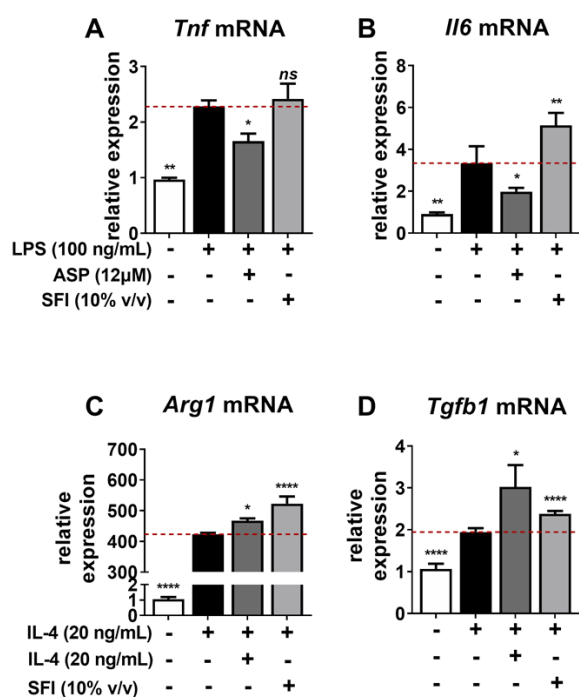 A Tnf mRNA
relative expression
3
2
1
0
**
*
ns
LPS (100 ng/mL) - + + +
ASP (12μM) - - + -
SFI (10% v/v) - - - +
B Il6 mRNA
relative expression
8
6
4
2
0
**
*
**
- + + +
- - + -
- - - +
C Arg1 mRNA
relative
expression
700
600
500
400
300
2
1
0
****
*
****
IL-4 (20 ng/mL) - + + +
IL-4 (20 ng/mL) - - + -
SFI (10% v/v) - - - +
D Tgfb1 mRNA
relative
expression
4
3
2
1
0
****
*
****
- + + +
- - + -
- - - +